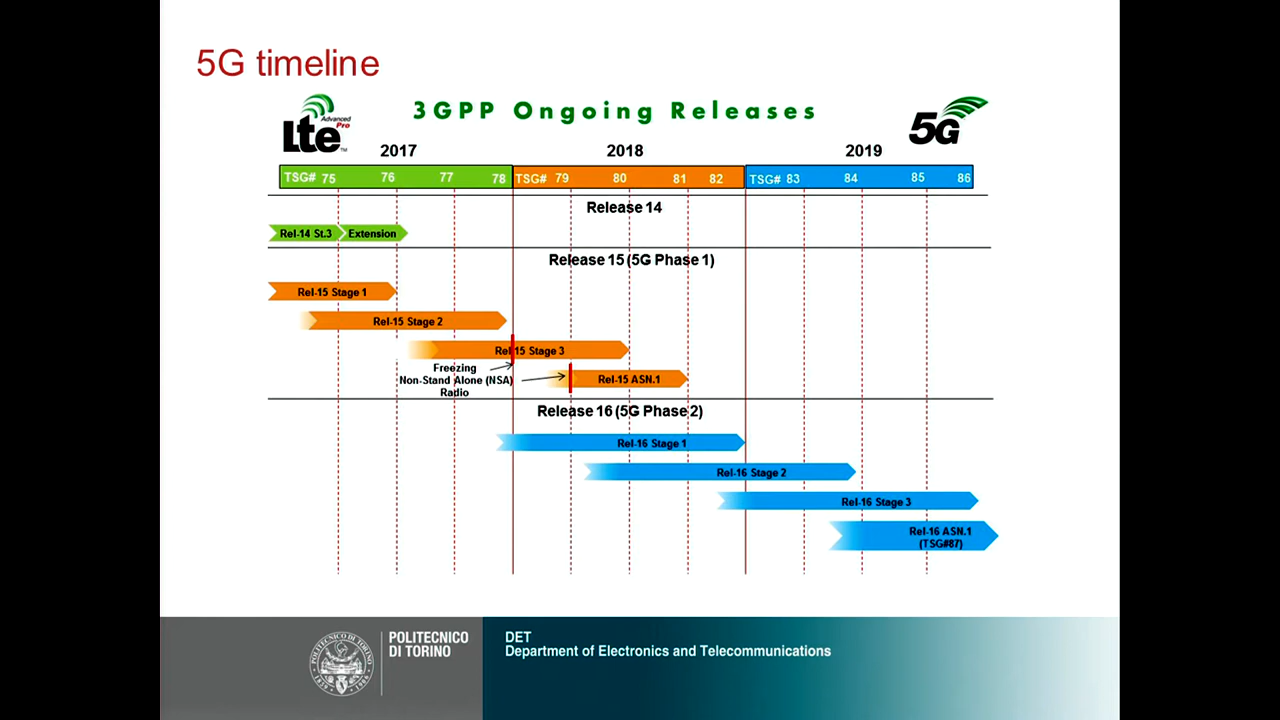 5G timeline
3GPP Ongoing Releases
LTe Advanced Pro TM
5G
2017 2018 2019
TSG# 75 76 77 78 TSG# 79 80 81 82 TSG# 83 84 85 86
Release 14
Rel-14 St.3 Extension
Release 15 (5G Phase 1)
Rel-15 Stage 1
Rel-15 Stage 2
Rel-15 Stage 3
Freezing
Non-Stand Alone (NSA)
Radio
Rel-15 ASN.1
Release 16 (5G Phase 2)
Rel-16 Stage 1
Rel-16 Stage 2
Rel-16 Stage 3
Rel-16 ASN.1
(TSG#87)
POLITECNICO
DI TORINO
DET
Department of Electronics and Telecommunications